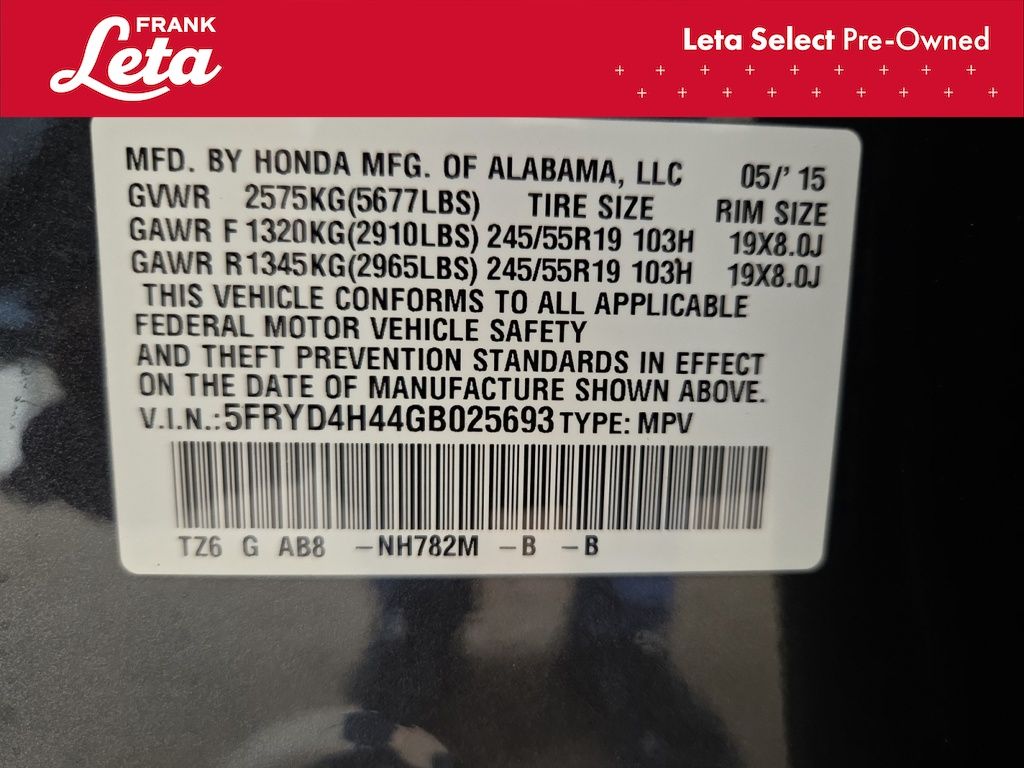 FRANK
Leta
Leta Select Pre-Owned
MFD. BY HONDA MFG. OF ALABAMA, LLC 05/' 15
GVWR 2575KG(5677LBS) TIRE SIZE RIM SIZE
GAWR F 1320KG(2910LBS) 245/55R19 103H 19X8.0J
GAWR R 1345KG(2965LBS) 245/55R19 103H 19X8.0J
THIS VEHICLE CONFORMS TO ALL APPLICABLE
FEDERAL MOTOR VEHICLE SAFETY
AND THEFT PREVENTION STANDARDS IN EFFECT
ON THE DATE OF MANUFACTURE SHOWN ABOVE.
V.I.N.: 5FRYD4H44GB025693 TYPE: MPV
TZ6 G AB8 -NH782M -B -B